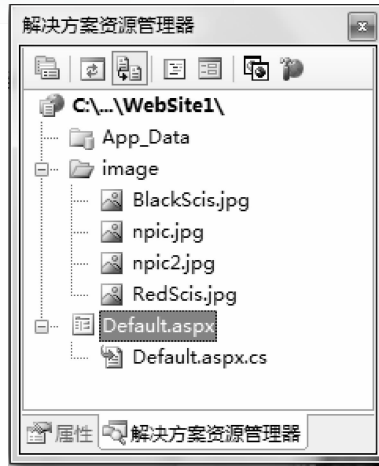 解决方案资源管理器
C:\...\WebSite1\
App_Data
image
BlackScis.jpg
npic.jpg
npic2.jpg
RedScis.jpg
Default.aspx
Default.aspx.cs
属性 解决方案资源管理器